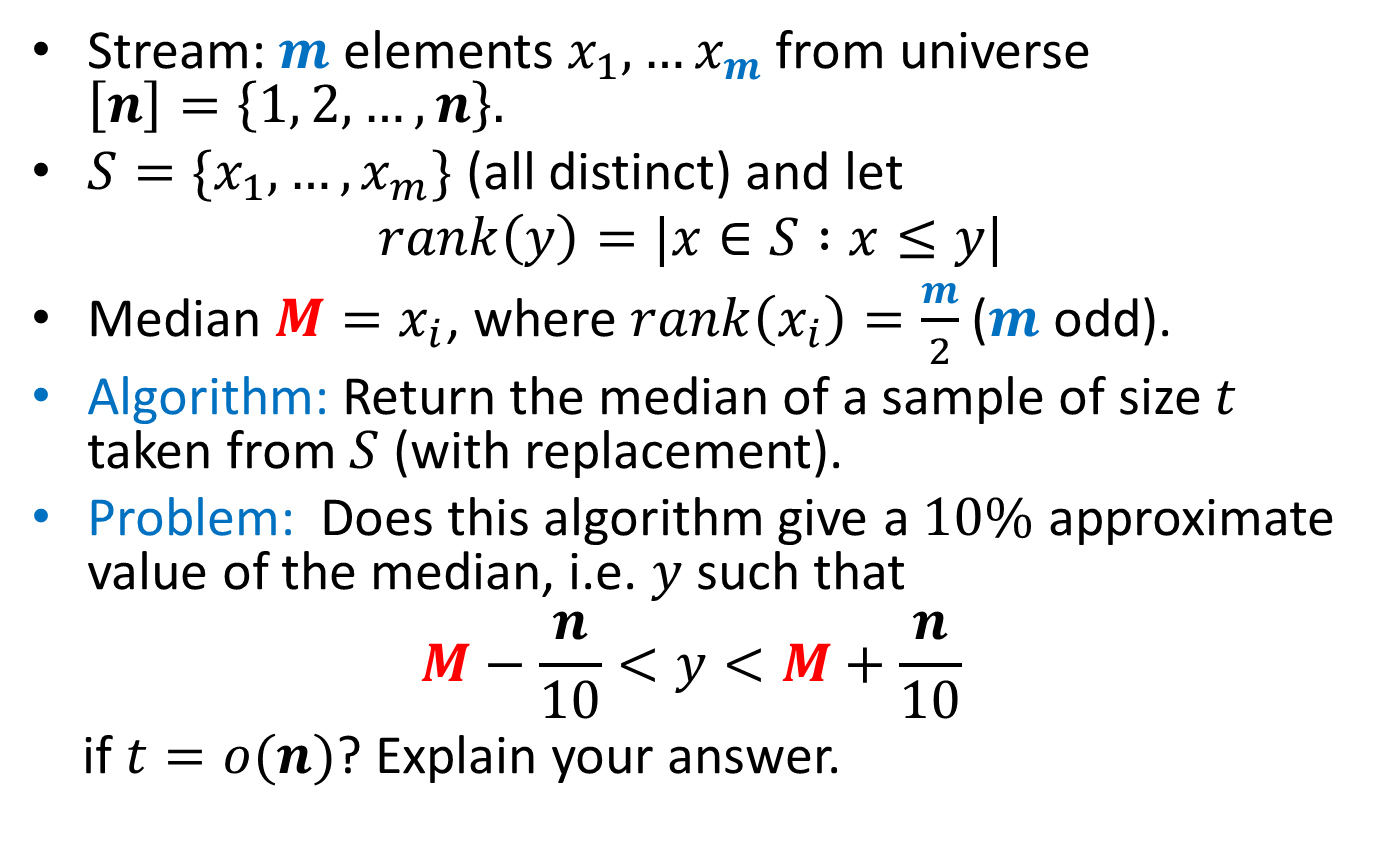 • Stream: m elements x₁, … xₘ from universe
[n] = {1, 2, … , n}.
• S = {x₁, … , xₘ} (all distinct) and let
rank(y) = |x ∈ S : x ≤ y|
• Median M = xᵢ, where rank(xᵢ) = m/2 (m odd).
• Algorithm: Return the median of a sample of size t
taken from S (with replacement).
• Problem: Does this algorithm give a 10% approximate
value of the median, i.e. y such that
M − n/10 < y < M + n/10
if t = o(n)? Explain your answer.